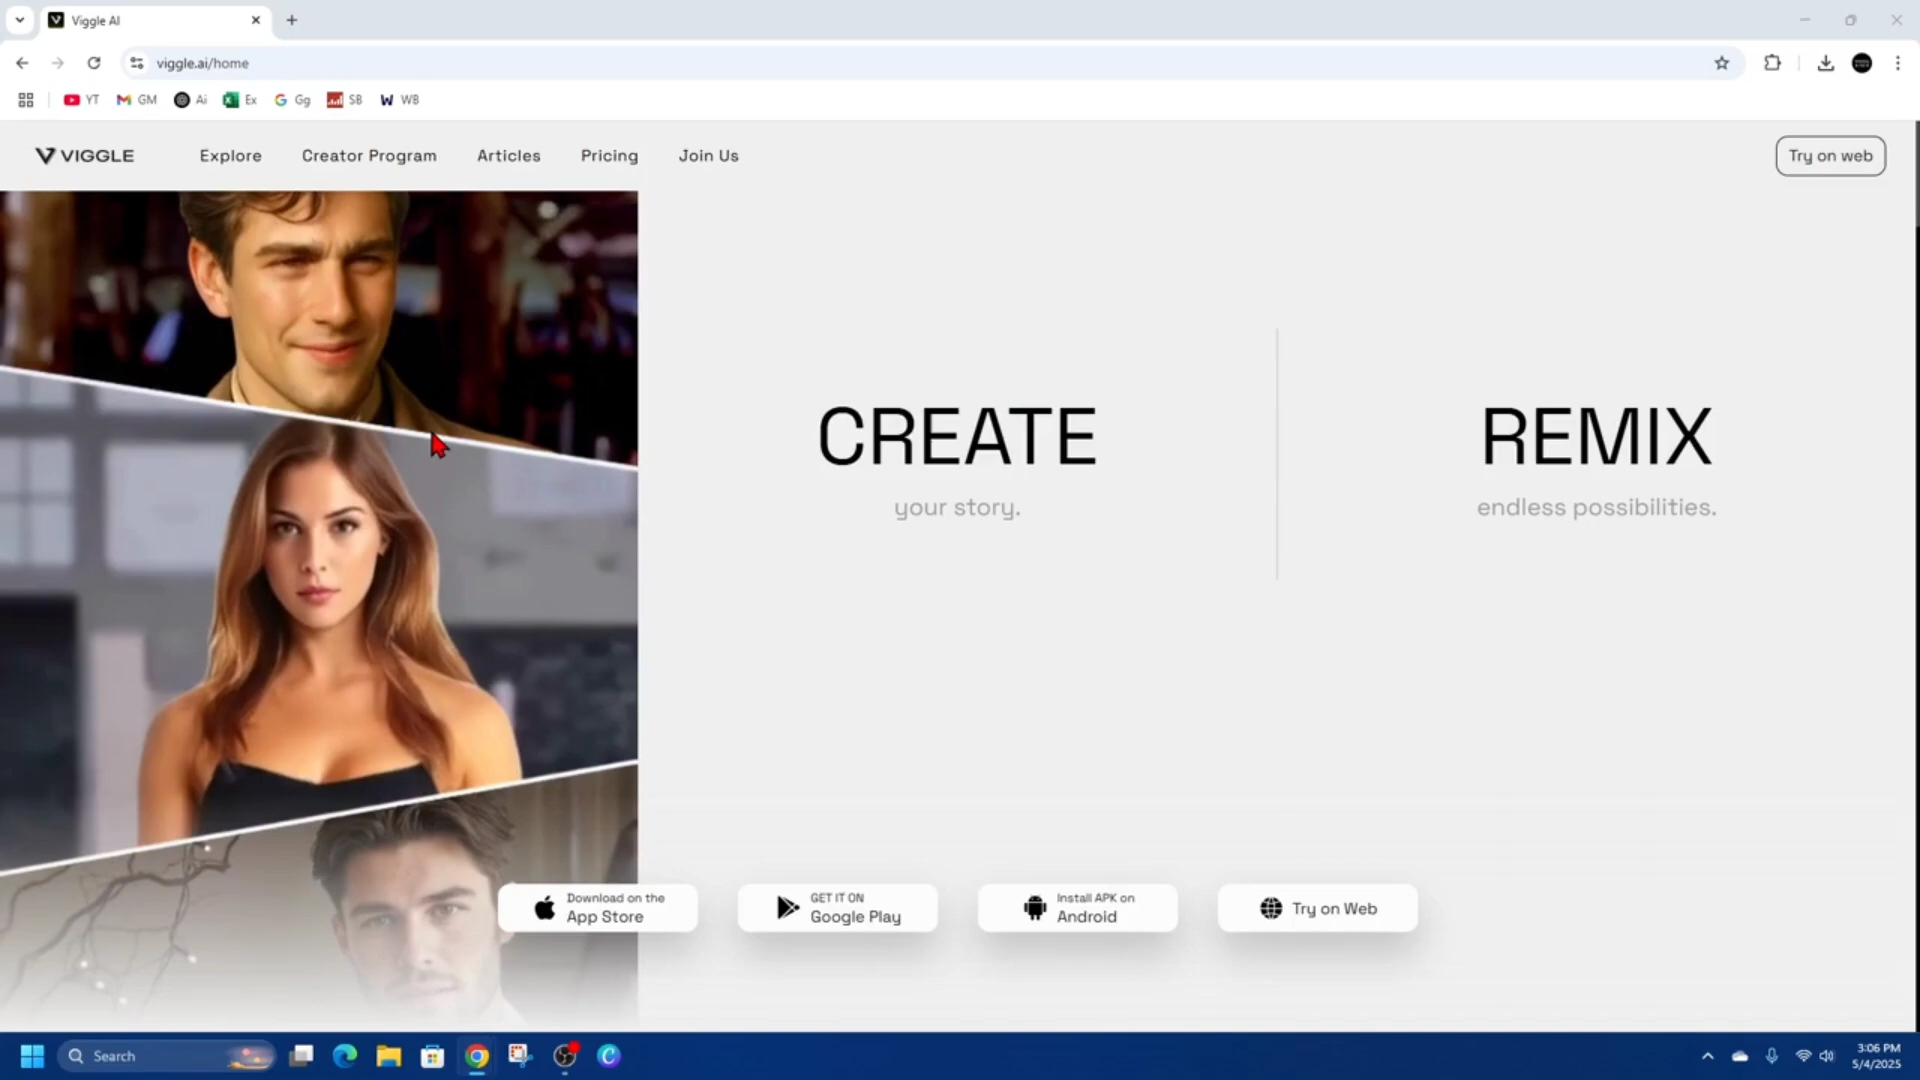 Viggle AI
viggle.ai/home
YT GM Ai Ex Gg SB WB
VIGGLE Explore Creator Program Articles Pricing Join Us Try on web
CREATE
your story.
REMIX
endless possibilities.
Download on the
App Store
GET IT ON
Google Play
Install APK on
Android
Try on Web
Search
3:06 PM
5/4/2025